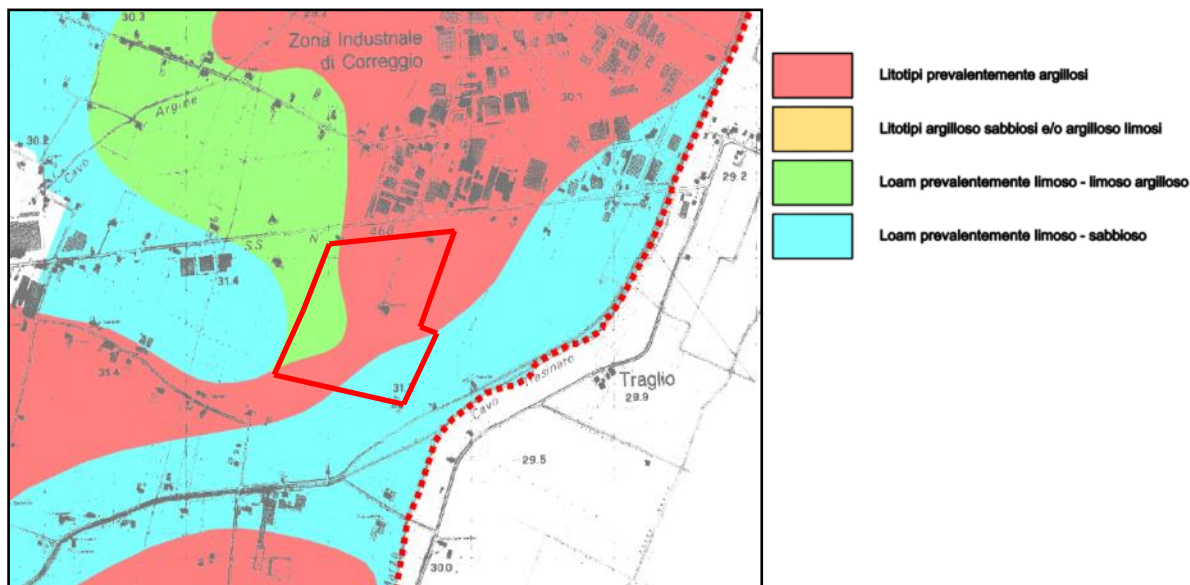 30.3
29.2
Zona Industriale
di Correggio
30.1
Argine
Cavo
30.2
29.2
S.S.
N
468
31.4
31.4
31.
Cavo
Traglio
29.9
29.5
30.0
Litotipi prevalentemente argillosi
Litotipi argilloso sabbiosi e/o argilloso limosi
Loam prevalentemente limoso - limoso argilloso
Loam prevalentemente limoso - sabbioso